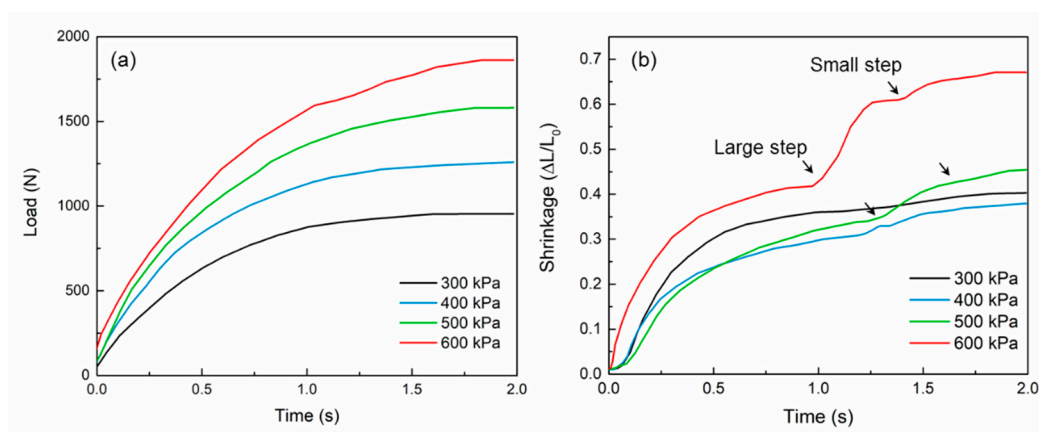 (a)
Load (N)
2000
1500
1000
500
0
0.0 0.5 1.0 1.5 2.0
Time (s)
300 kPa
400 kPa
500 kPa
600 kPa
(b)
Shrinkage (ΔL/L₀)
0.7
0.6
0.5
0.4
0.3
0.2
0.1
0.0
0.0 0.5 1.0 1.5 2.0
Time (s)
Small step
Large step
300 kPa
400 kPa
500 kPa
600 kPa